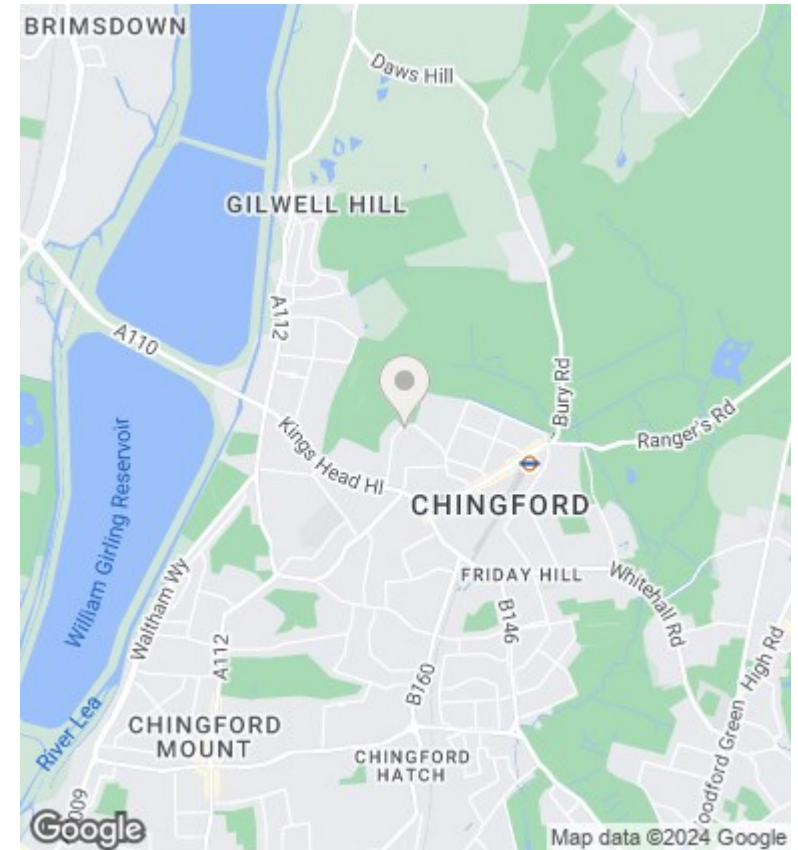 BRIMSDOWN
Daws Hill
GILWELL HILL
A112
A110
Bury Rd
Ranger's Rd
Kings Head Hl
CHINGFORD
William Girling Reservoir
FRIDAY HILL
Whitehall Rd
Waltham Wy
B146
A112
B160
High Rd
Woodford Green
River Lea
CHINGFORD
MOUNT
CHINGFORD
HATCH
Google
Map data ©2024 Google